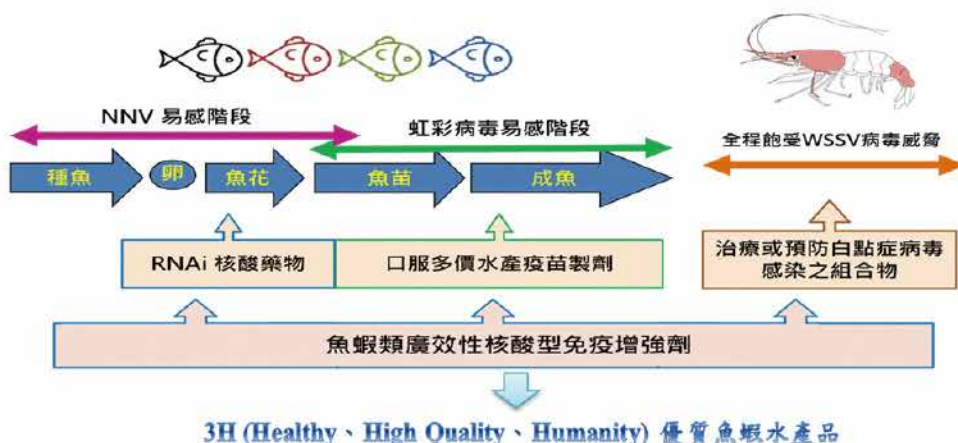 NNV 易感階段
虹彩病毒易感階段
全程飽受WSSV病毒威脅
種魚
卵
魚花
魚苗
成魚
RNAi 核酸藥物
口服多價水產疫苗製劑
治療或預防白點症病毒
感染之組合物
魚蝦類廣效性核酸型免疫增強劑
3H (Healthy、High Quality、Humanity) 優質魚蝦水產品